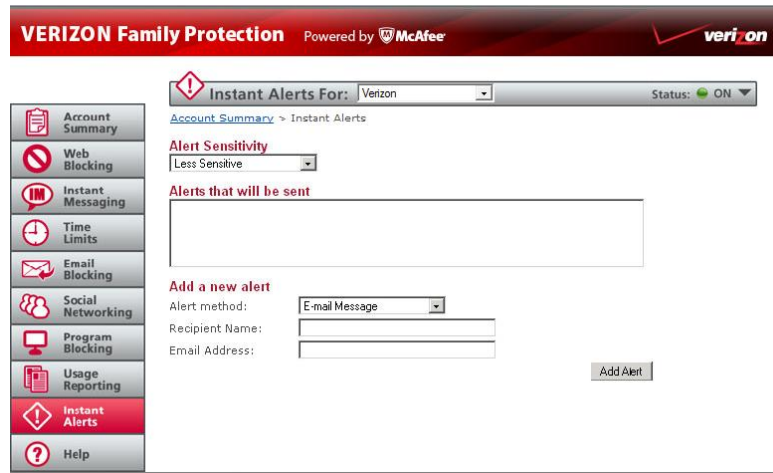 VERIZON Family Protection Powered by McAfee
verizon
Instant Alerts For: Verizon
Status: ON
Account Summary > Instant Alerts
Account
Summary
Web
Blocking
IM
Instant
Messaging
Time
Limits
Email
Blocking
Social
Networking
Program
Blocking
Usage
Reporting
Instant
Alerts
? Help
Alert Sensitivity
Less Sensitive
Alerts that will be sent
Add a new alert
Alert method: E-mail Message
Recipient Name:
Email Address:
Add Alert